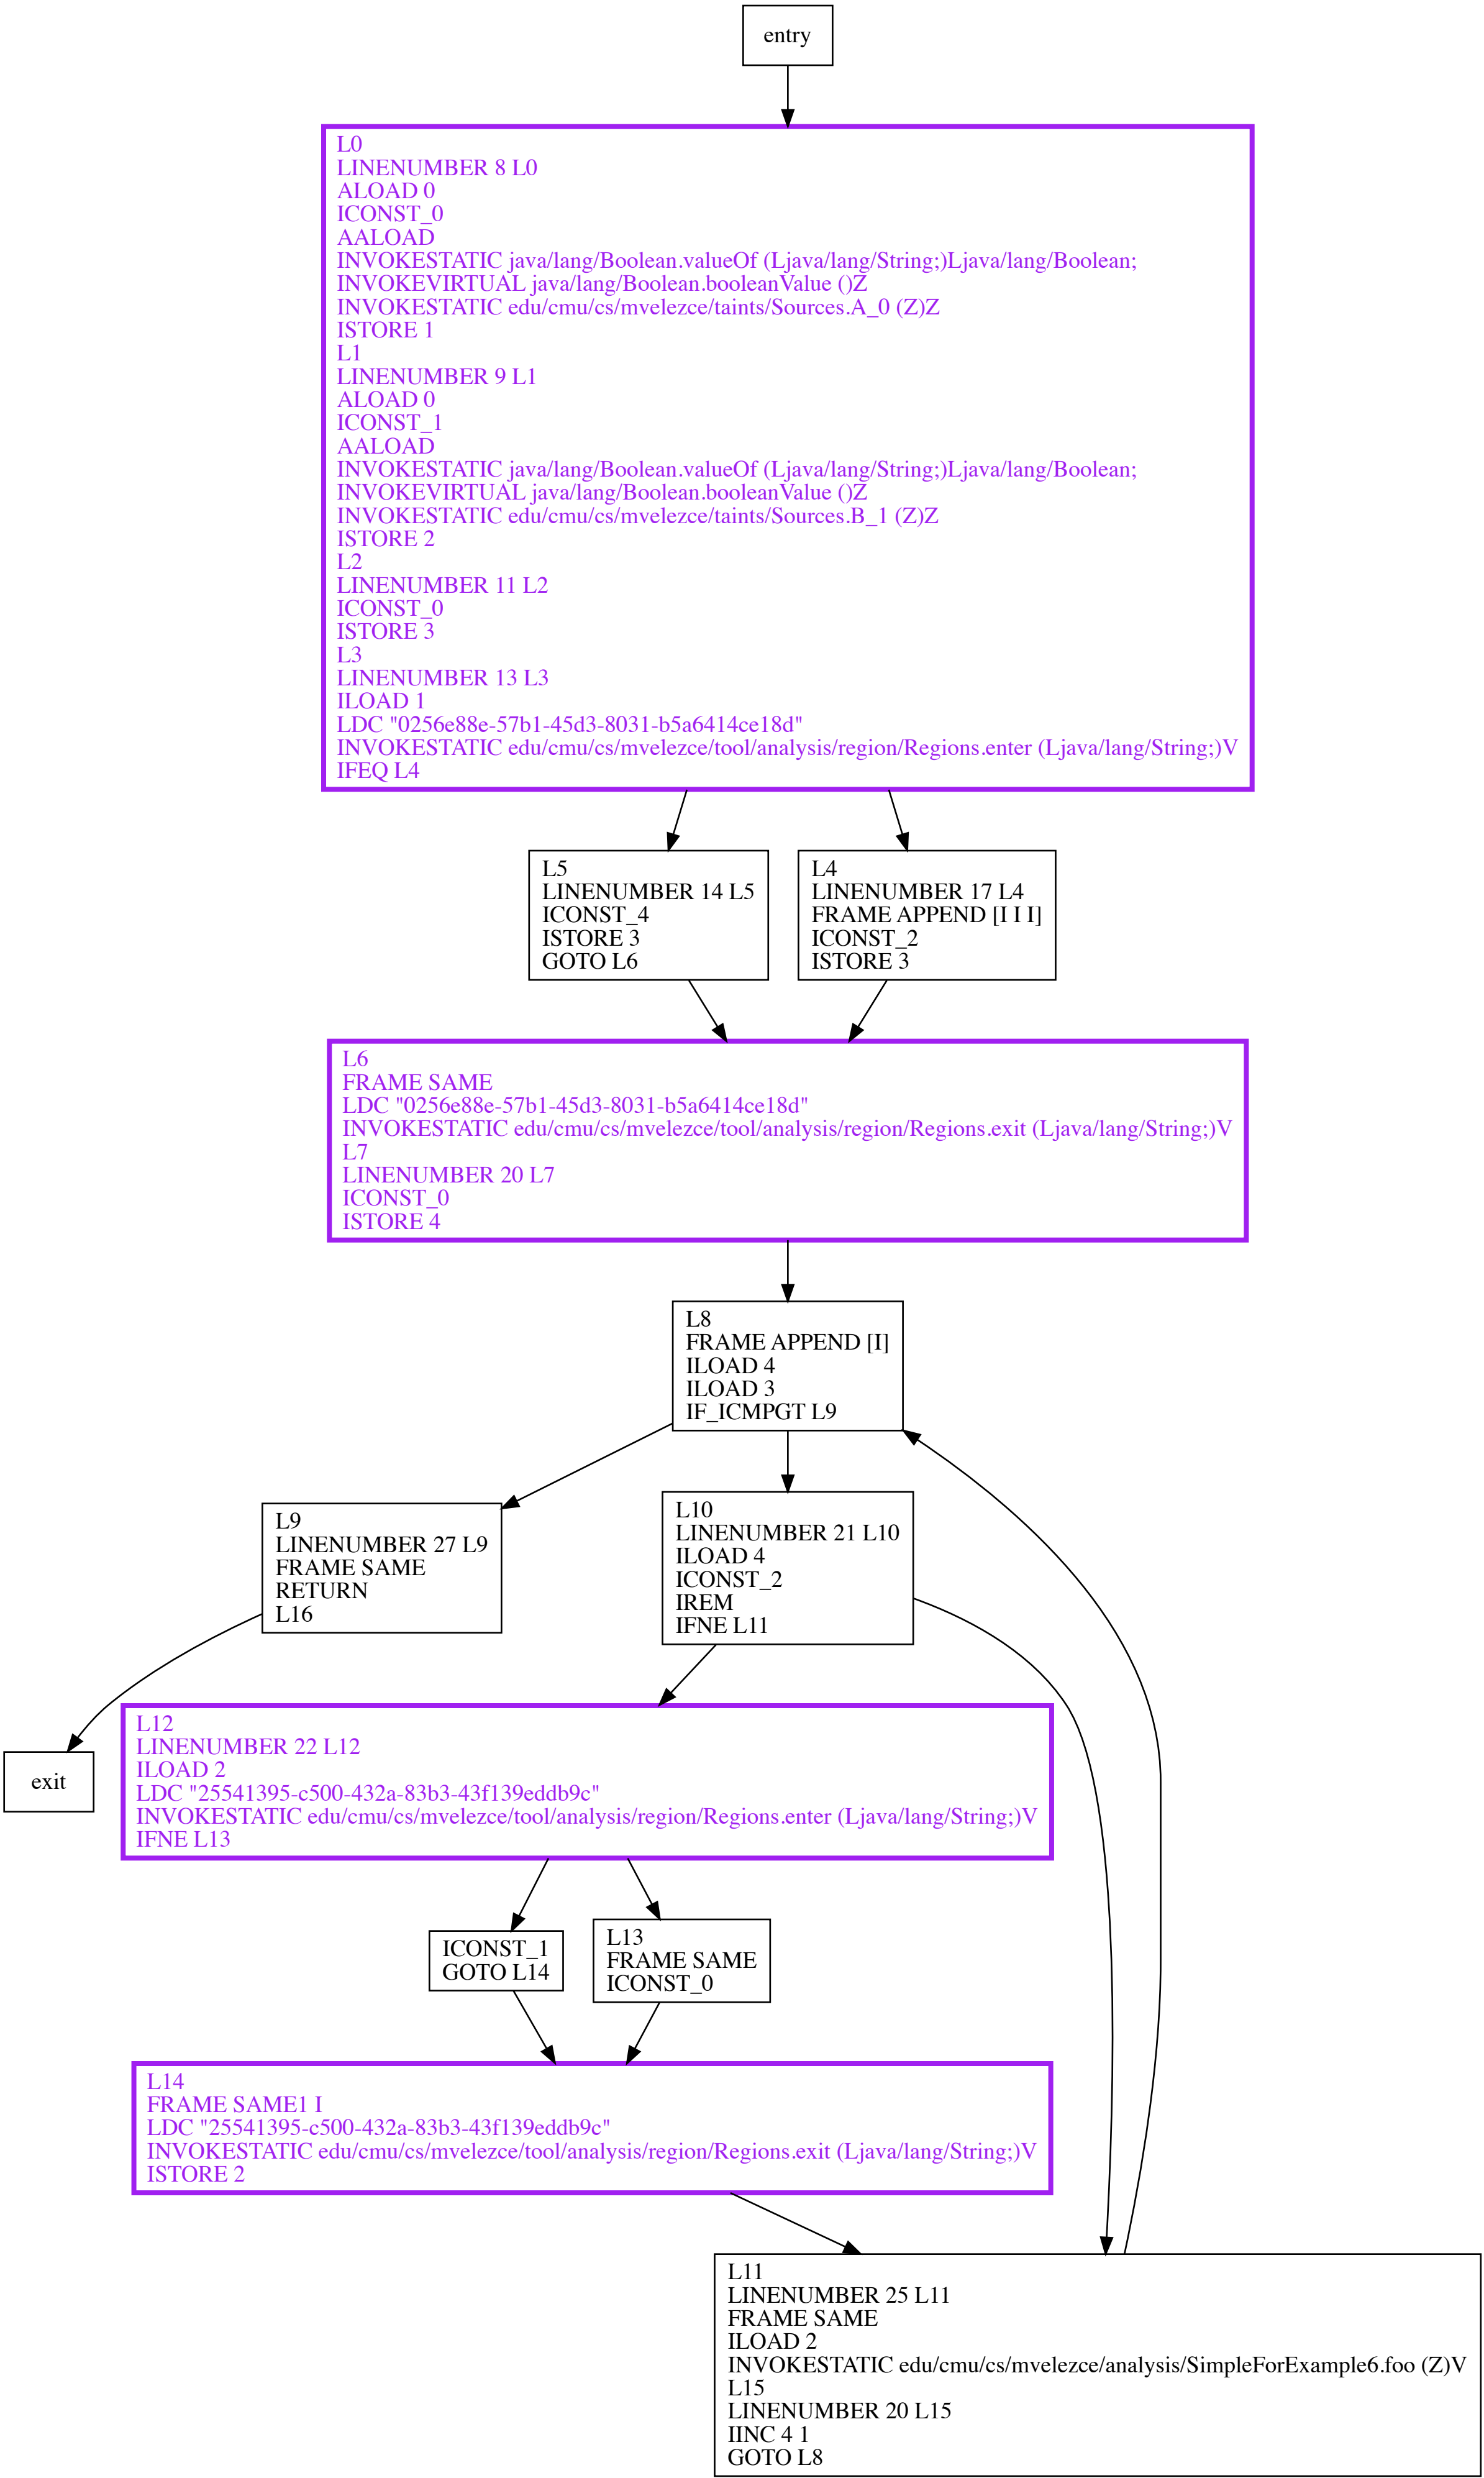 entry
L0
LINENUMBER 8 L0
ALOAD 0
ICONST_0
AALOAD
INVOKESTATIC java/lang/Boolean.valueOf (Ljava/lang/String;)Ljava/lang/Boolean;
INVOKEVIRTUAL java/lang/Boolean.booleanValue ()Z
INVOKESTATIC edu/cmu/cs/mvelezce/taints/Sources.A_0 (Z)Z
ISTORE 1
L1
LINENUMBER 9 L1
ALOAD 0
ICONST_1
AALOAD
INVOKESTATIC java/lang/Boolean.valueOf (Ljava/lang/String;)Ljava/lang/Boolean;
INVOKEVIRTUAL java/lang/Boolean.booleanValue ()Z
INVOKESTATIC edu/cmu/cs/mvelezce/taints/Sources.B_1 (Z)Z
ISTORE 2
L2
LINENUMBER 11 L2
ICONST_0
ISTORE 3
L3
LINENUMBER 13 L3
ILOAD 1
LDC "0256e88e-57b1-45d3-8031-b5a6414ce18d"
INVOKESTATIC edu/cmu/cs/mvelezce/tool/analysis/region/Regions.enter (Ljava/lang/String;)V
IFEQ L4
L5
LINENUMBER 14 L5
ICONST_4
ISTORE 3
GOTO L6
L4
LINENUMBER 17 L4
FRAME APPEND [I I I]
ICONST_2
ISTORE 3
L6
FRAME SAME
LDC "0256e88e-57b1-45d3-8031-b5a6414ce18d"
INVOKESTATIC edu/cmu/cs/mvelezce/tool/analysis/region/Regions.exit (Ljava/lang/String;)V
L7
LINENUMBER 20 L7
ICONST_0
ISTORE 4
L8
FRAME APPEND [I]
ILOAD 4
ILOAD 3
IF_ICMPGT L9
L9
LINENUMBER 27 L9
FRAME SAME
RETURN
L16
L10
LINENUMBER 21 L10
ILOAD 4
ICONST_2
IREM
IFNE L11
exit
L12
LINENUMBER 22 L12
ILOAD 2
LDC "25541395-c500-432a-83b3-43f139eddb9c"
INVOKESTATIC edu/cmu/cs/mvelezce/tool/analysis/region/Regions.enter (Ljava/lang/String;)V
IFNE L13
ICONST_1
GOTO L14
L13
FRAME SAME
ICONST_0
L14
FRAME SAME1 I
LDC "25541395-c500-432a-83b3-43f139eddb9c"
INVOKESTATIC edu/cmu/cs/mvelezce/tool/analysis/region/Regions.exit (Ljava/lang/String;)V
ISTORE 2
L11
LINENUMBER 25 L11
FRAME SAME
ILOAD 2
INVOKESTATIC edu/cmu/cs/mvelezce/analysis/SimpleForExample6.foo (Z)V
L15
LINENUMBER 20 L15
IINC 4 1
GOTO L8